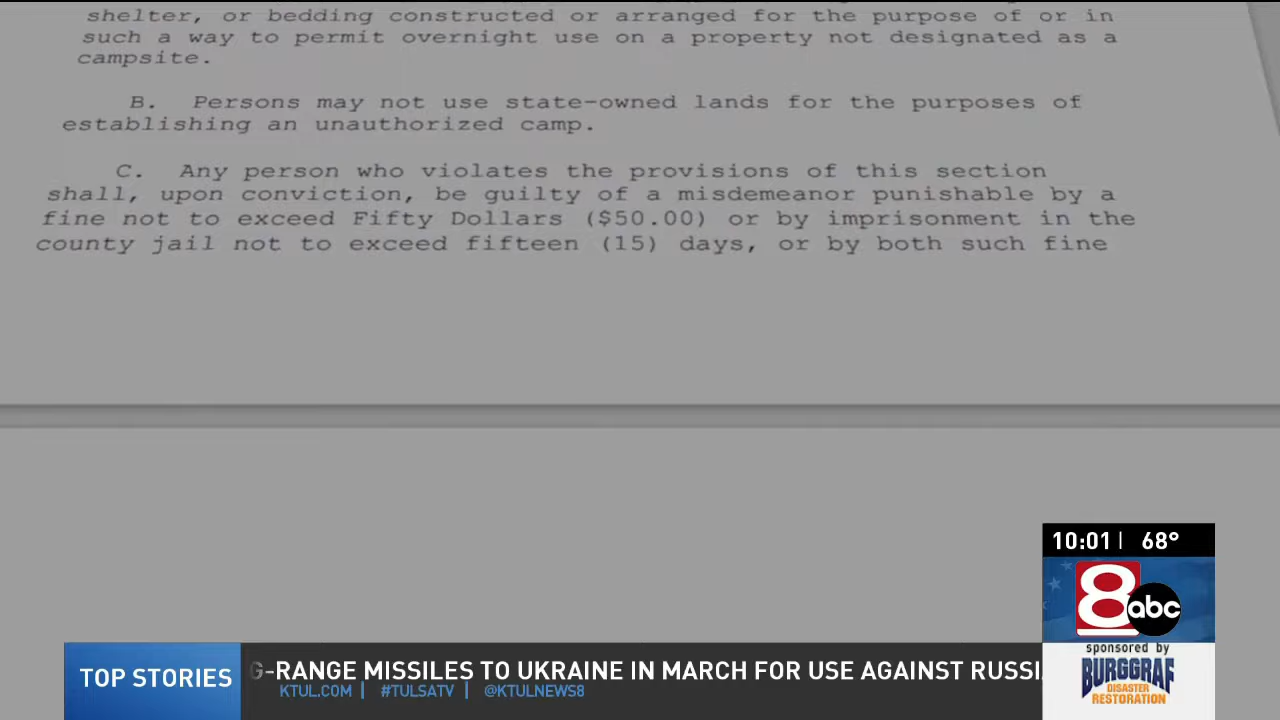 shelter, or bedding constructed or arranged for the purpose of or in
such a way to permit overnight use on a property not designated as a
campsite.
B. Persons may not use state-owned lands for the purposes of
establishing an unauthorized camp.
C. Any person who violates the provisions of this section
shall, upon conviction, be guilty of a misdemeanor punishable by a
fine not to exceed Fifty Dollars ($50.00) or by imprisonment in the
county jail not to exceed fifteen (15) days, or by both such fine
10:01 | 68°
8 abc
sponsored by
BURGGRAF
DISASTER
RESTORATION
TOP STORIES
G-RANGE MISSILES TO UKRAINE IN MARCH FOR USE AGAINST RUSSI
KTUL.COM | #TULSATV | @KTULNEWS8